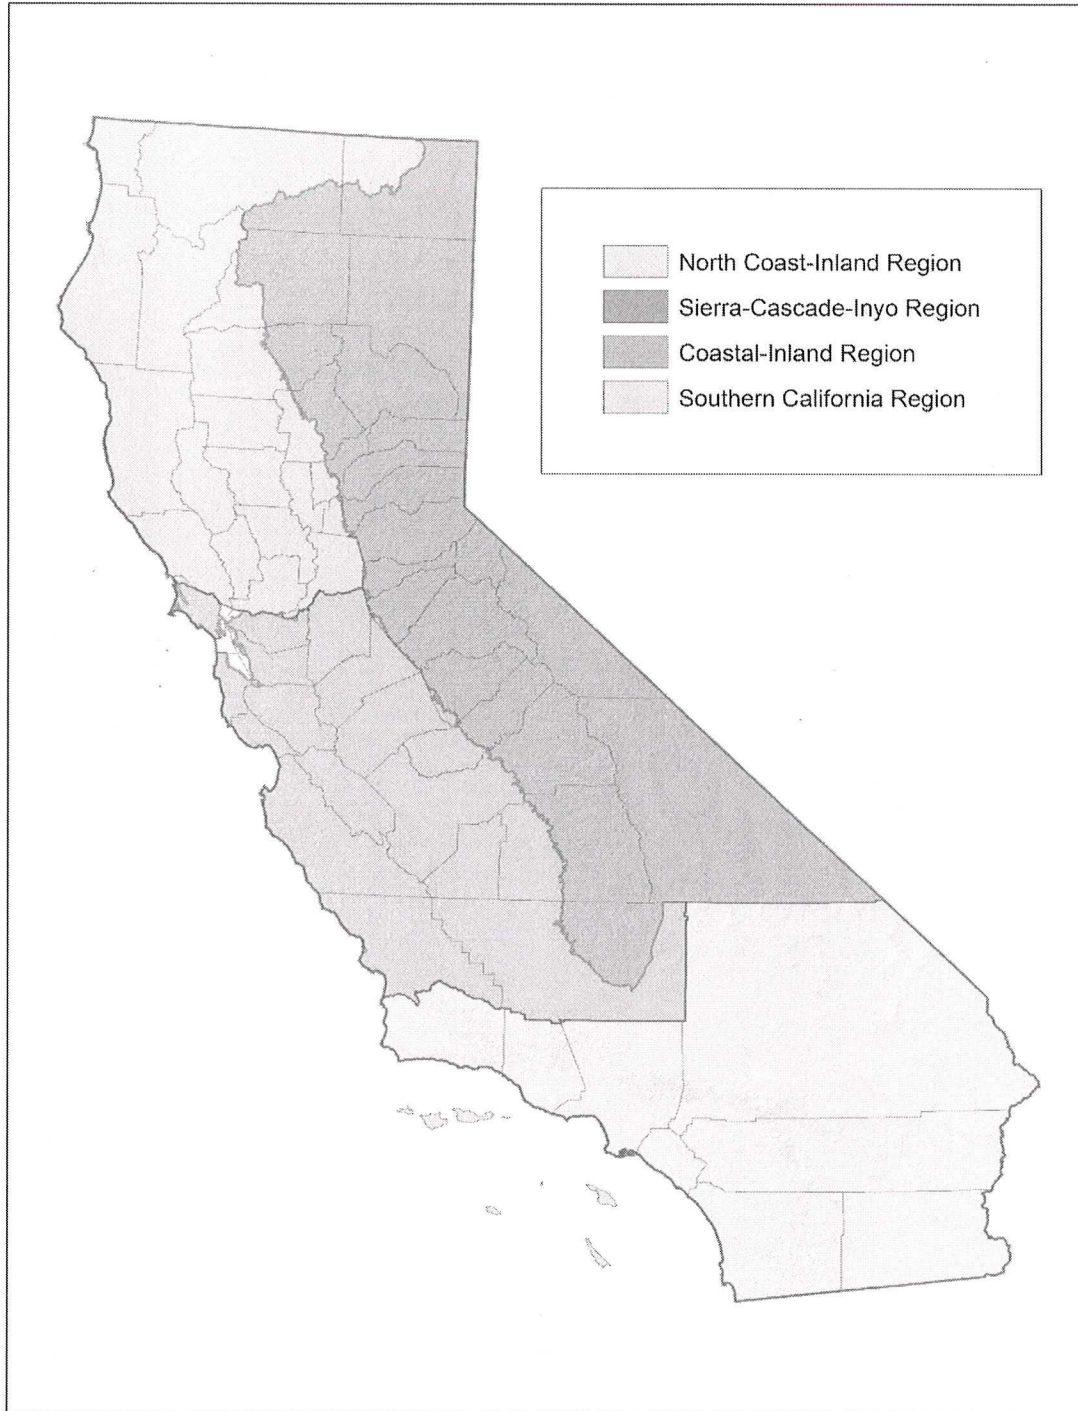 North Coast-Inland Region
Sierra-Cascade-Inyo Region
Coastal-Inland Region
Southern California Region